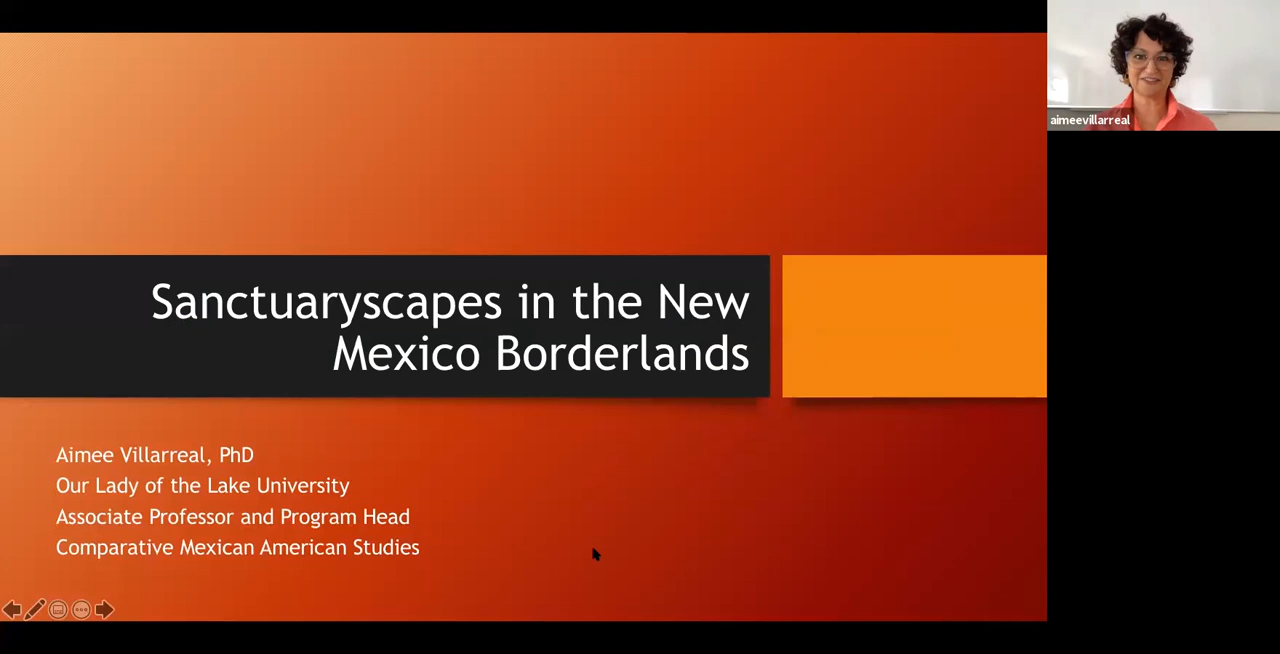 aimeevillarreal
Sanctuaryscapes in the New
Mexico Borderlands
Aimee Villarreal, PhD
Our Lady of the Lake University
Associate Professor and Program Head
Comparative Mexican American Studies